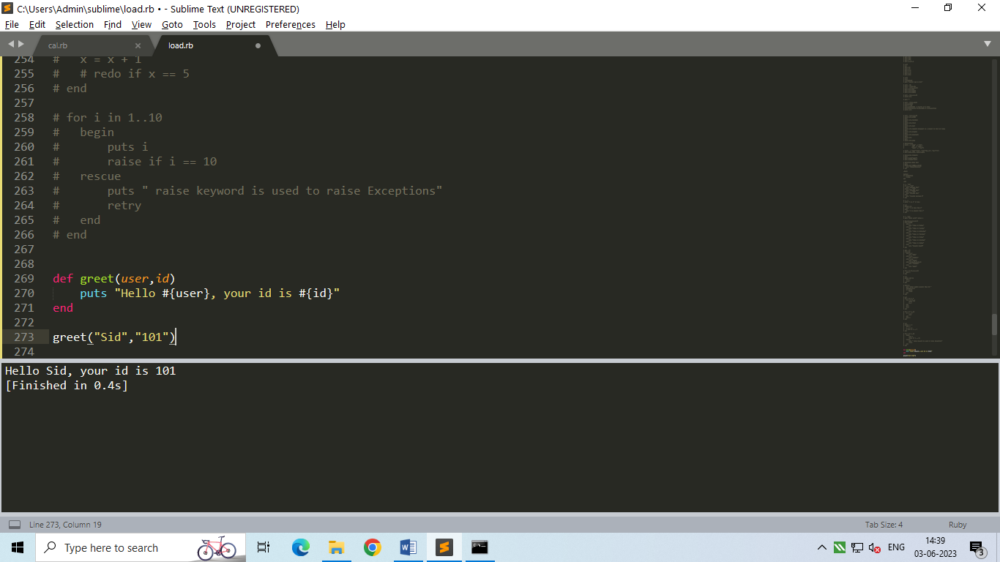 C:\Users\Admin\sublime\load.rb • - Sublime Text (UNREGISTERED)
File Edit Selection Find View Goto Tools Project Preferences Help
cal.rb load.rb
254 #   x = x + 1
255 #   # redo if x == 5
256 # end
257
258 # for i in 1..10
259 #   begin
260 #       puts i
261 #       raise if i == 10
262 #   rescue
263 #       puts " raise keyword is used to raise Exceptions"
264 #       retry
265 #   end
266 # end
267
268
269 def greet(user,id)
270     puts "Hello #{user}, your id is #{id}"
271 end
272
273 greet("Sid","101")
274
Hello Sid, your id is 101
[Finished in 0.4s]
Line 273, Column 19 Tab Size: 4 Ruby
Type here to search ENG 14:39
03-06-2023 3